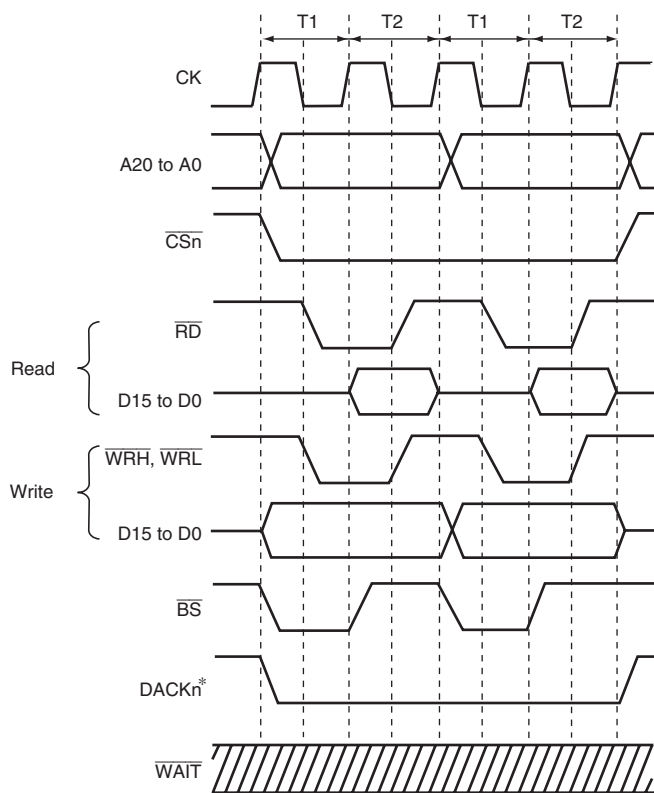 T1 T2 T1 T2
CK
A20 to A0
CSn
RD
Read
D15 to D0
WRH, WRL
Write
D15 to D0
BS
DACKn*
WAIT